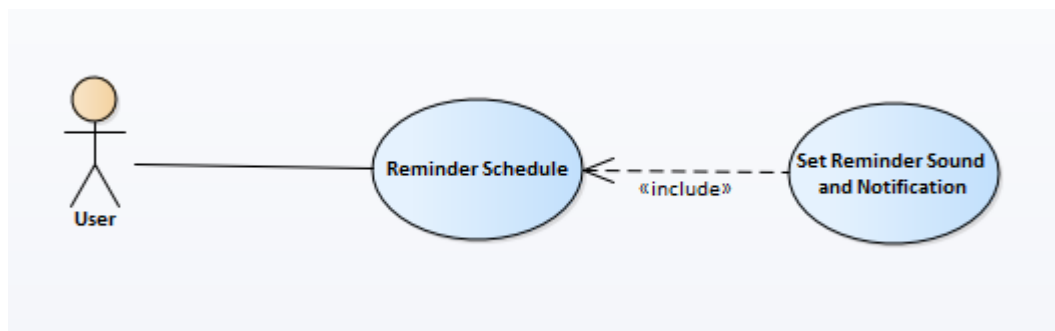 Reminder Schedule
Set Reminder Sound
and Notification
«include»
User